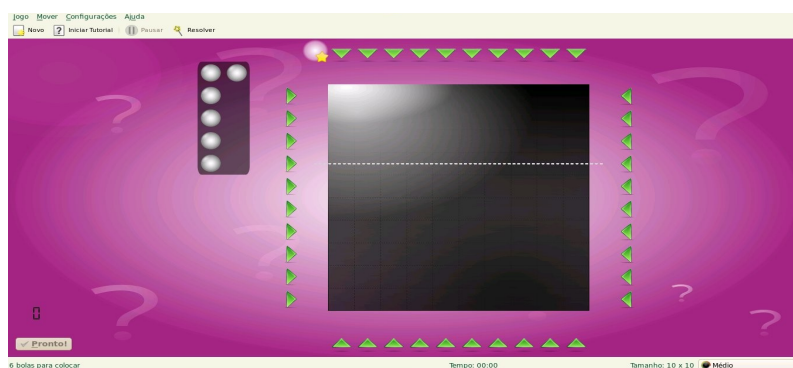 Jogo Mover Configurações Ajuda
Novo ? Iniciar Tutorial Pausar Resolver
0
Pronto!
6 bolas para colocar Tempo: 00:00 Tamanho: 10 x 10 Médio